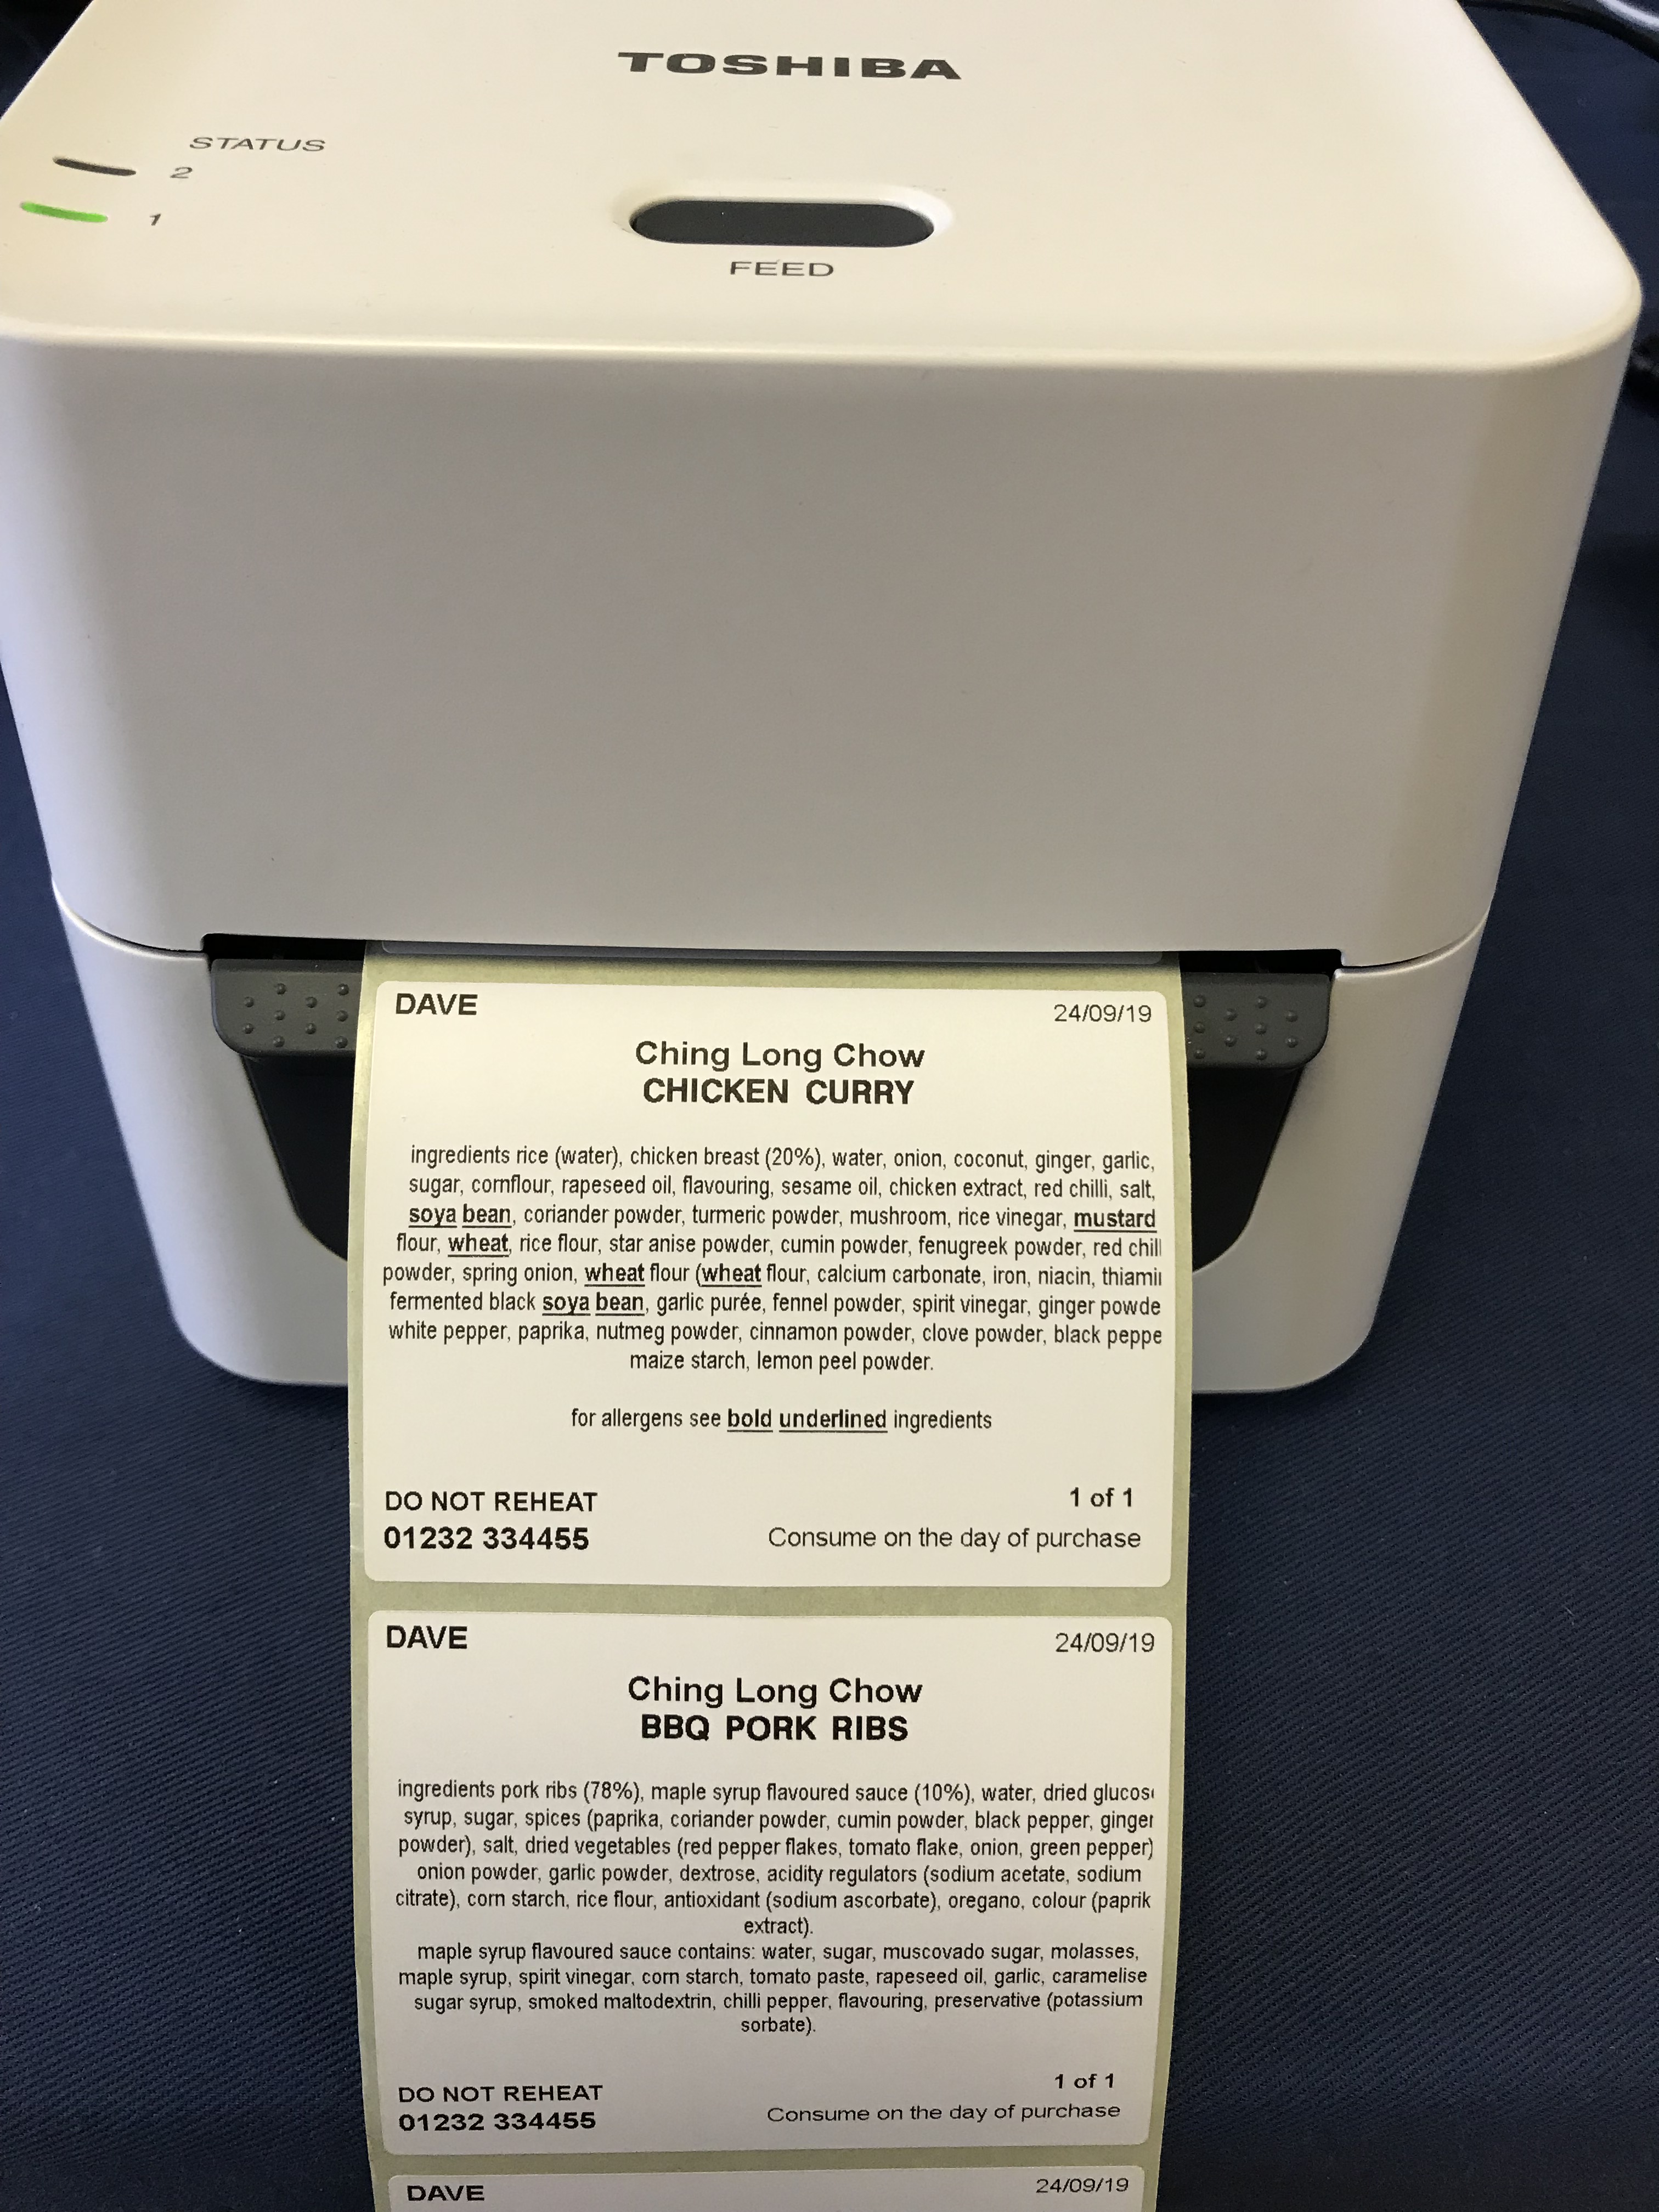 TOSHIBA
STATUS
2
1
FEED
DAVE 24/09/19
Ching Long Chow
CHICKEN CURRY
ingredients rice (water), chicken breast (20%), water, onion, coconut, ginger, garlic,
sugar, cornflour, rapeseed oil, flavouring, sesame oil, chicken extract, red chilli, salt,
soya bean, coriander powder, turmeric powder, mushroom, rice vinegar, mustard
flour, wheat, rice flour, star anise powder, cumin powder, fenugreek powder, red chil
powder, spring onion, wheat flour (wheat flour, calcium carbonate, iron, niacin, thiami
fermented black soya bean, garlic purée, fennel powder, spirit vinegar, ginger powde
white pepper, paprika, nutmeg powder, cinnamon powder, clove powder, black peppe
maize starch, lemon peel powder.
for allergens see bold underlined ingredients
DO NOT REHEAT 1 of 1
01232 334455 Consume on the day of purchase
DAVE 24/09/19
Ching Long Chow
BBQ PORK RIBS
ingredients pork ribs (78%), maple syrup flavoured sauce (10%), water, dried glucos
syrup, sugar, spices (paprika, coriander powder, cumin powder, black pepper, ginger
powder), salt, dried vegetables (red pepper flakes, tomato flake, onion, green pepper)
onion powder, garlic powder, dextrose, acidity regulators (sodium acetate, sodium
citrate), corn starch, rice flour, antioxidant (sodium ascorbate), oregano, colour (paprik
extract).
maple syrup flavoured sauce contains: water, sugar, muscovado sugar, molasses,
maple syrup, spirit vinegar, corn starch, tomato paste, rapeseed oil, garlic, caramelise
sugar syrup, smoked maltodextrin, chilli pepper, flavouring, preservative (potassium
sorbate).
DO NOT REHEAT 1 of 1
01232 334455 Consume on the day of purchase
DAVE 24/09/19